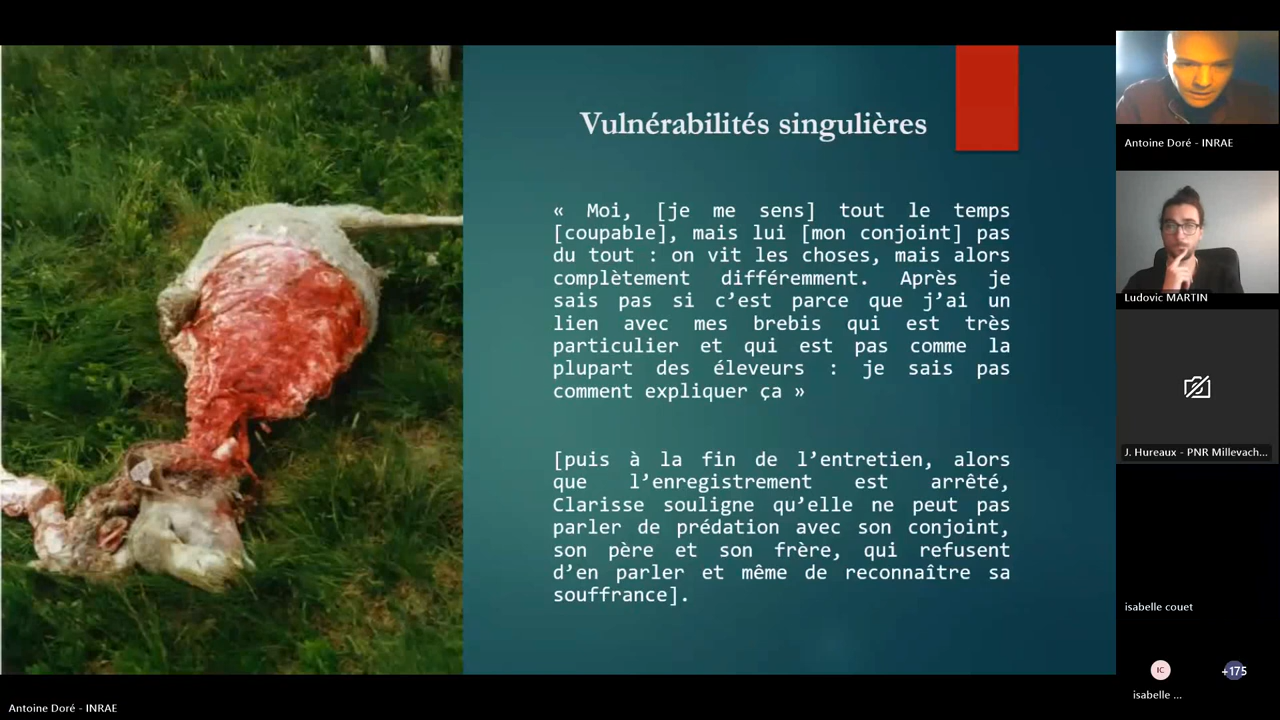 Vulnérabilités singulières
« Moi, [je me sens] tout le temps
[coupable], mais lui [mon conjoint] pas
du tout : on vit les choses, mais alors
complètement différemment. Après je
sais pas si c’est parce que j’ai un
lien avec mes brebis qui est très
particulier et qui est pas comme la
plupart des éleveurs : je sais pas
comment expliquer ça »
[puis à la fin de l’entretien, alors
que l’enregistrement est arrêté,
Clarisse souligne qu’elle ne peut pas
parler de prédation avec son conjoint,
son père et son frère, qui refusent
d’en parler et même de reconnaître sa
souffrance].
Antoine Doré - INRAE
Ludovic MARTIN
J. Hureaux - PNR Millevach...
isabelle couet
IC
+175
isabelle ...
Antoine Doré - INRAE